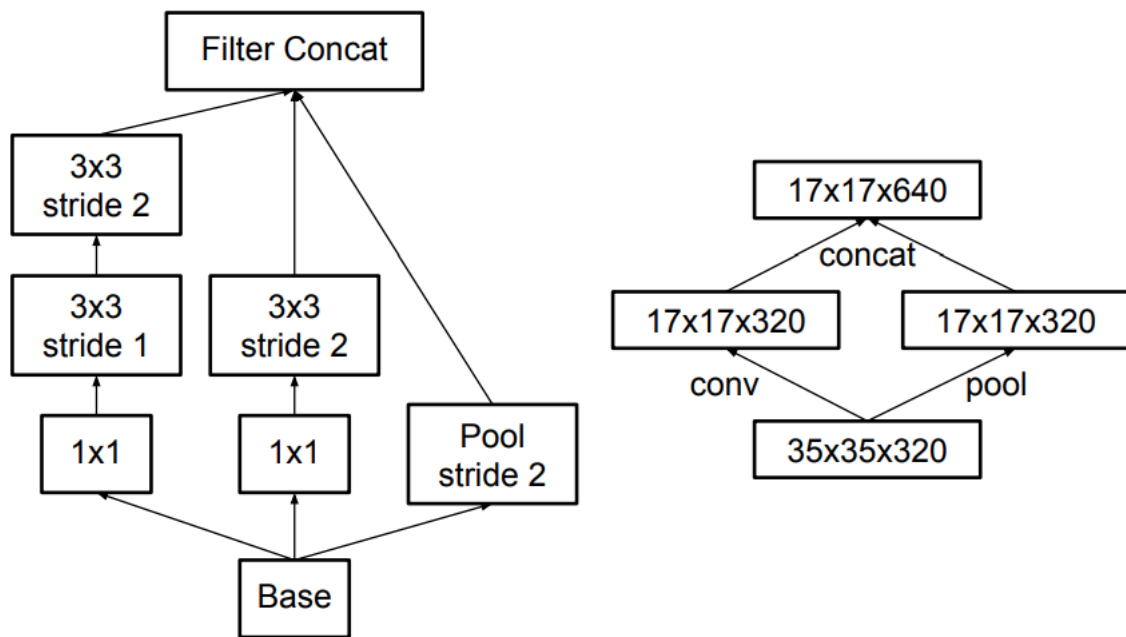 Filter Concat
3x3
stride 2
3x3
stride 1
3x3
stride 2
1x1
1x1
Pool
stride 2
Base
17x17x640
concat
17x17x320
17x17x320
conv
pool
35x35x320